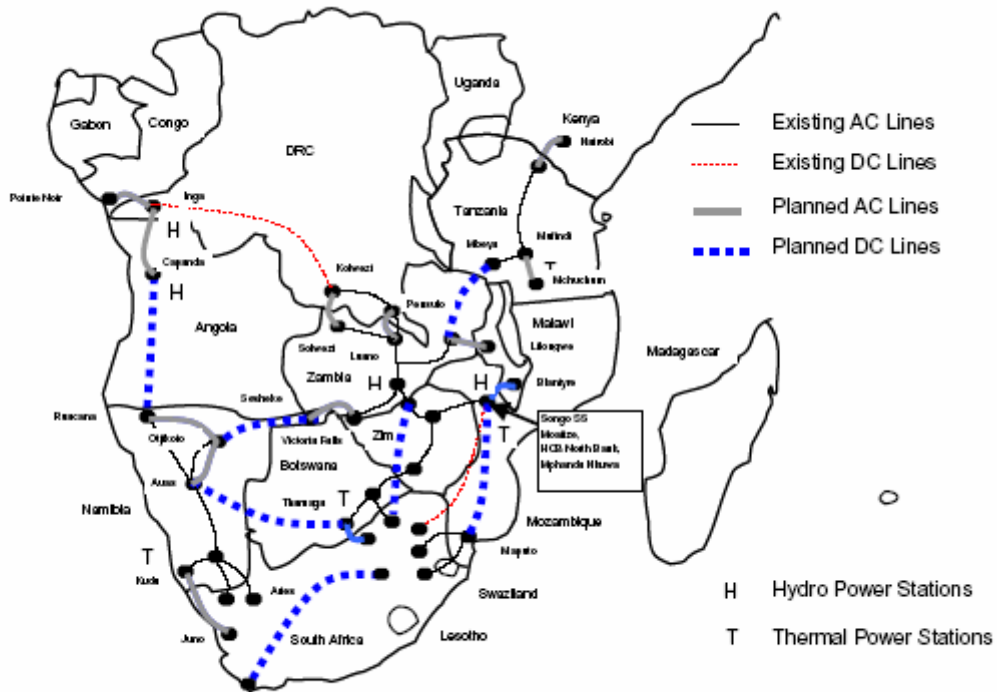 Uganda
Gabon
Congo
Kenya
Nairobi
DRC
Existing AC Lines
Existing DC Lines
Planned AC Lines
Planned DC Lines
Pointe Noir
Inga
H
Tanzania
Mbeya
Malindi
T
Mchuchum
Capanda
H
Kolwezi
Pensulo
Angola
Malawi
Lilongwe
Madagascar
Solwezi
Luano
Zambia
H
H
Blantyre
Sesheke
Ruacana
Otjikoto
Victoria Falls
Zim
T
Songo SS
Moatize,
HCB North Bank,
Mphanda Nkuwa
Botswana
Auas
Thamaga
T
Namibia
Mozambique
Maputo
T
Kudu
Aries
Swaziland
Juno
South Africa
Lesotho
H Hydro Power Stations
T Thermal Power Stations